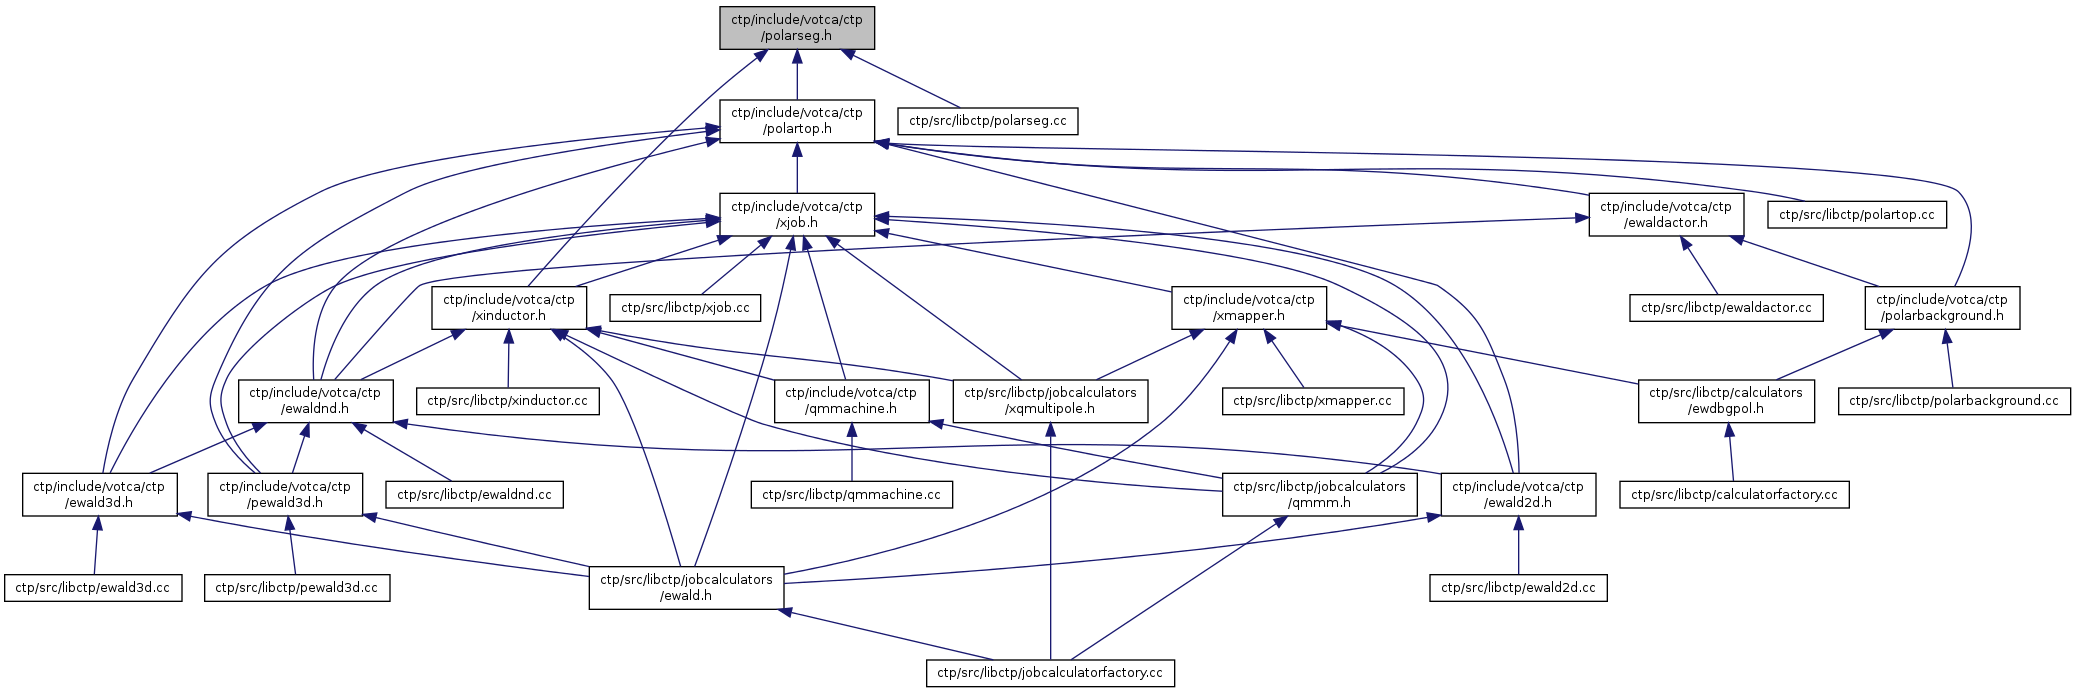 ctp/include/votca/ctp
/polarseg.h
ctp/include/votca/ctp
/polartop.h
ctp/src/libctp/polarseg.cc
ctp/include/votca/ctp
/xjob.h
ctp/include/votca/ctp
/ewaldactor.h
ctp/src/libctp/polartop.cc
ctp/include/votca/ctp
/xinductor.h
ctp/src/libctp/xjob.cc
ctp/include/votca/ctp
/xmapper.h
ctp/src/libctp/ewaldactor.cc
ctp/include/votca/ctp
/polarbackground.h
ctp/include/votca/ctp
/ewaldnd.h
ctp/src/libctp/xinductor.cc
ctp/include/votca/ctp
/qmmachine.h
ctp/src/libctp/jobcalculators
/xqmultipole.h
ctp/src/libctp/xmapper.cc
ctp/src/libctp/calculators
/ewdbgpol.h
ctp/src/libctp/polarbackground.cc
ctp/include/votca/ctp
/ewald3d.h
ctp/include/votca/ctp
/pewald3d.h
ctp/src/libctp/ewaldnd.cc
ctp/src/libctp/qmmachine.cc
ctp/src/libctp/jobcalculators
/qmmm.h
ctp/include/votca/ctp
/ewald2d.h
ctp/src/libctp/calculatorfactory.cc
ctp/src/libctp/ewald3d.cc
ctp/src/libctp/pewald3d.cc
ctp/src/libctp/jobcalculators
/ewald.h
ctp/src/libctp/ewald2d.cc
ctp/src/libctp/jobcalculatorfactory.cc